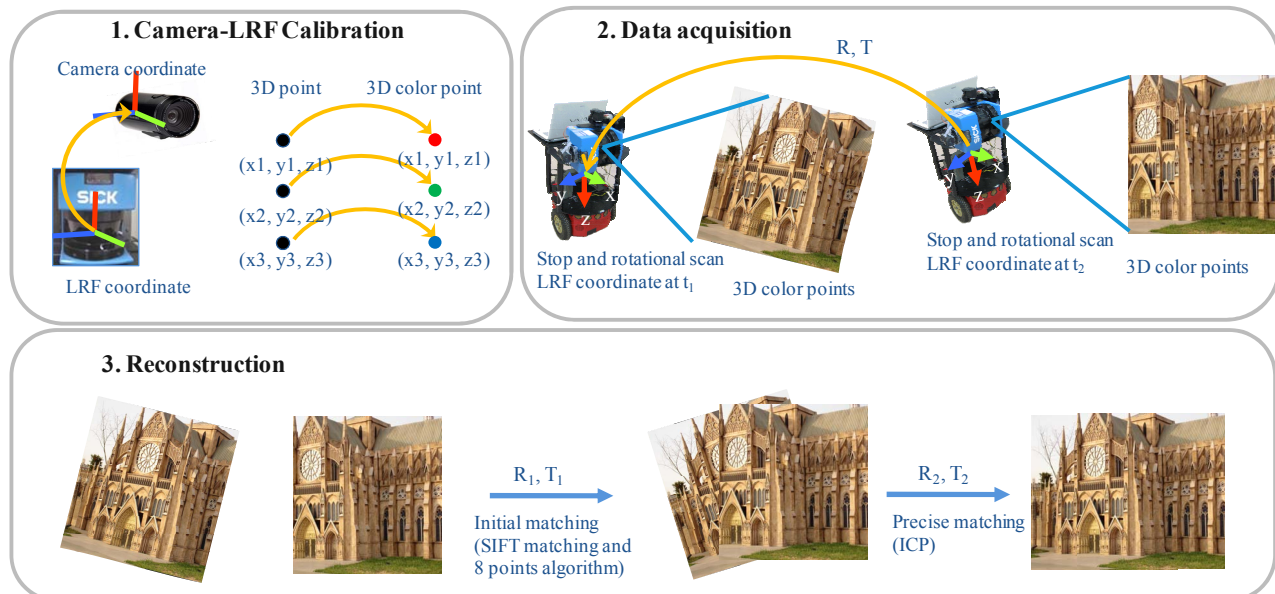 1. Camera-LRF Calibration
Camera coordinate
3D point
3D color point
(x1, y1, z1)
(x1, y1, z1)
(x2, y2, z2)
(x2, y2, z2)
(x3, y3, z3)
(x3, y3, z3)
SICK
LRF coordinate
2. Data acquisition
R, T
SICK
y
x
z
y
x
z
Stop and rotational scan
LRF coordinate at t₁
3D color points
Stop and rotational scan
LRF coordinate at t₂
3D color points
3. Reconstruction
R₁, T₁
Initial matching
(SIFT matching and
8 points algorithm)
R₂, T₂
Precise matching
(ICP)